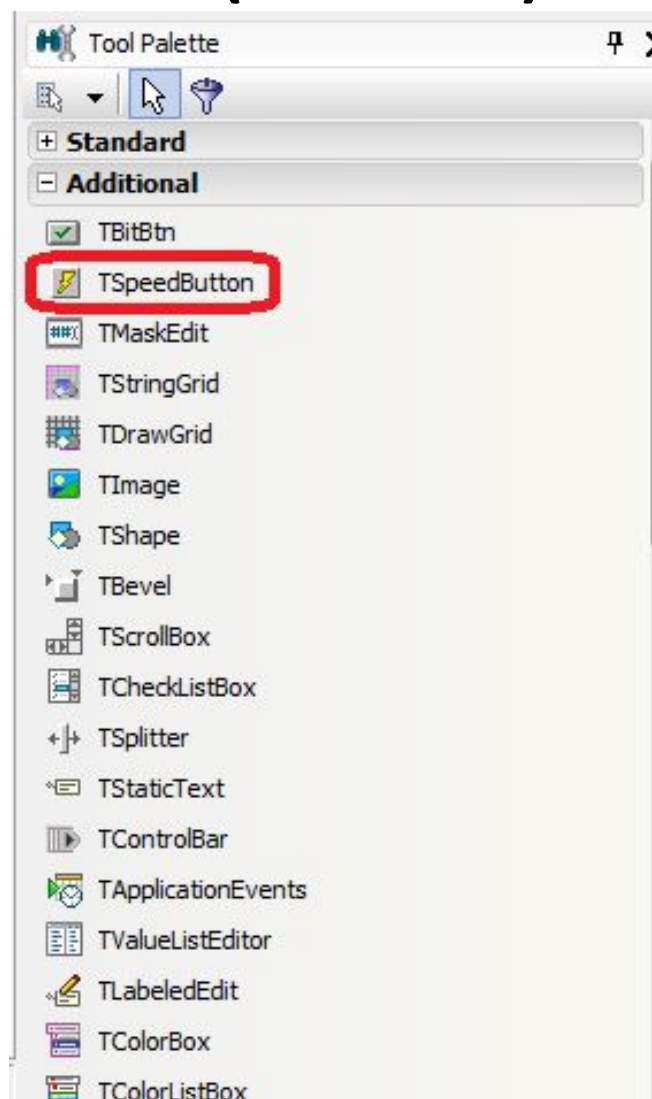 Tool Palette
Standard
Additional
TBitBtn
TSpeedButton
TMaskEdit
TStringGrid
TDrawGrid
TImage
TShape
TBevel
TScrollBox
TCheckListBox
TSplitter
TStaticText
TControlBar
TApplicationEvents
TValueListEditor
TLabeledEdit
TColorBox
TColorListBox